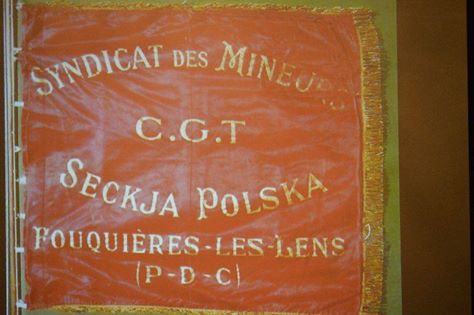 SYNDICAT DES MINEURS
C.G.T
SECKJA POLSKA
FOUQUIÈRES-LES-LENS
(P-D-C)